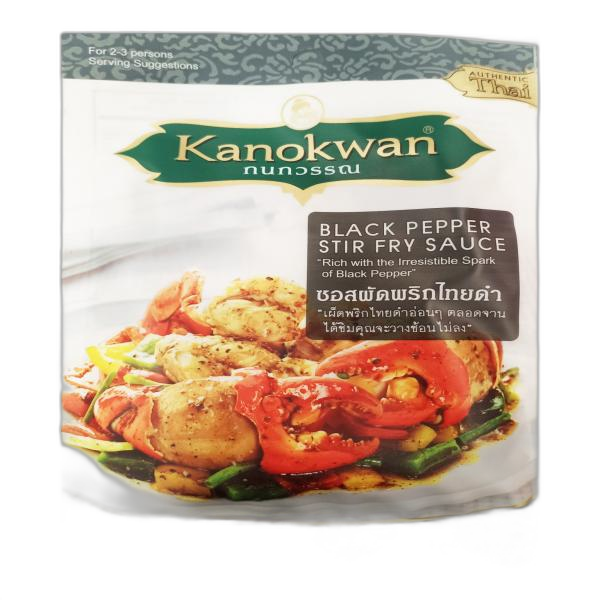 For 2-3 persons
Serving Suggestions
AUTHENTIC
Thai
Kanokwan®
กนกวรรณ
BLACK PEPPER
STIR FRY SAUCE
"Rich with the Irresistible Spark
of Black Pepper"
ซอสผัดพริกไทยดำ
"เผ็ดพริกไทยดำอ่อนๆ ตลอดจาน
ได้ชิมคุณจะวางช้อนไม่ลง"